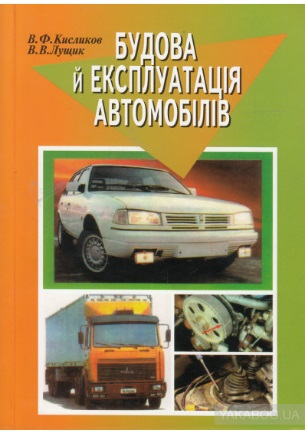 В.Ф.Кисликов
В.В.Лущик
БУДОВА
й ЕКСПЛУАТАЦІЯ
АВТОМОБІЛІВ
YAKABOO.UA